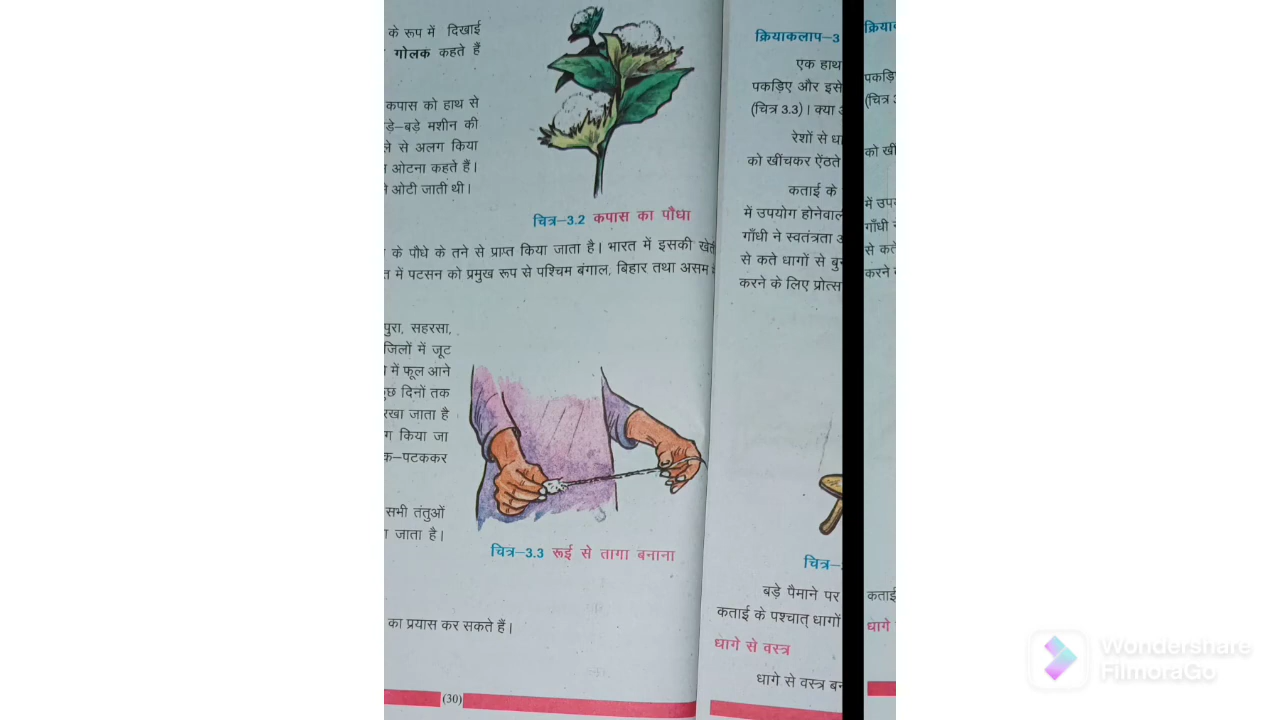 के रूप में दिखाई
गोलक कहते हैं
कपास को हाथ से
बड़े मशीन की
से अलग किया
ओटना कहते हैं।
ओटी जाती थी।
चित्र–3.2 कपास का पौधा
के पौधे के तने से प्राप्त किया जाता है। भारत में इसकी खेती
में पटसन को प्रमुख रूप से पश्चिम बंगाल, बिहार तथा असम
पुरा, सहरसा,
जिलों में जूट
में फूल आने
दिनों तक
रखा जाता है
किया जा
पटककर
सभी तंतुओं
जाता है।
चित्र–3.3 रूई से तागा बनाना
का प्रयास कर सकते हैं।
(30)
क्रियाकलाप–3
एक हाथ
पकड़िए और इसे
(चित्र 3.3)। क्या
रेशों से
को खींचकर ऐंठते
कताई के
में उपयोग होनेवाल
गाँधी ने स्वतंत्रता
से कते धागों से
करने के लिए
चित्र–
बड़े पैमाने पर
कताई के पश्चात् धागों
धागे से वस्त्र
धागे से वस्त्र
पकड़ि
(चित्र
को
में
गाँधी
से
करने
कताई
धागे
Wondershare
FilmoraGo